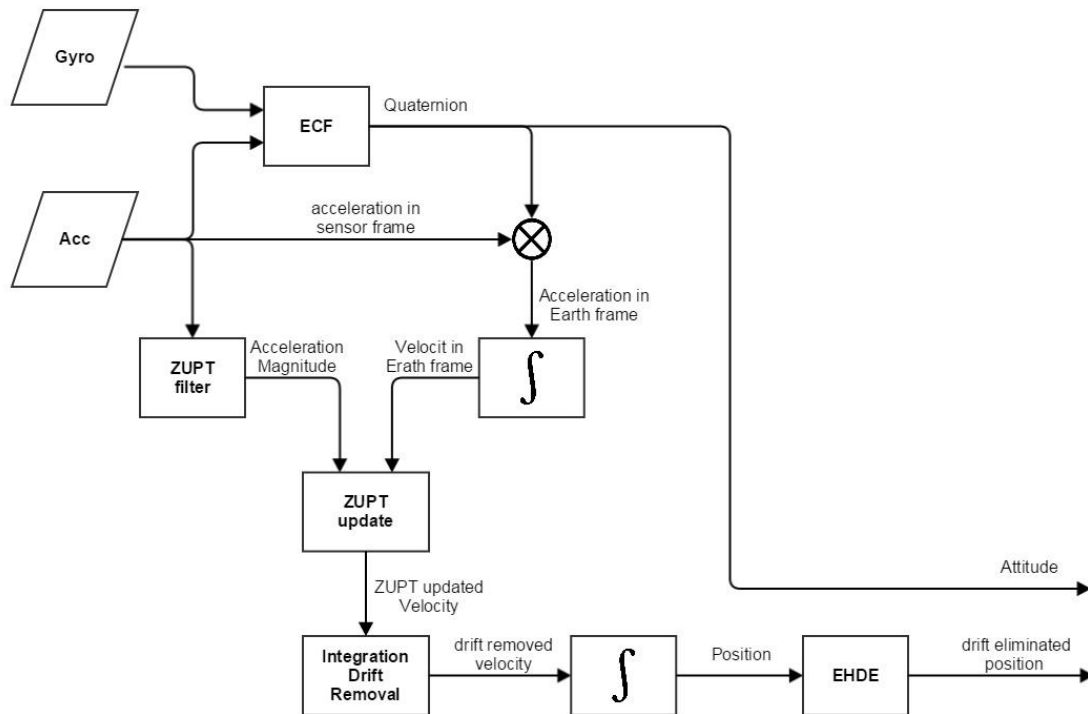 Gyro
ECF
Quaternion
Acc
acceleration in
sensor frame
Acceleration in
Earth frame
ZUPT
filter
Acceleration
Magnitude
Velocit in
Erath frame
∫
ZUPT
update
ZUPT updated
Velocity
Attitude
Integration
Drift
Removal
drift removed
velocity
∫
Position
EHDE
drift eliminated
position